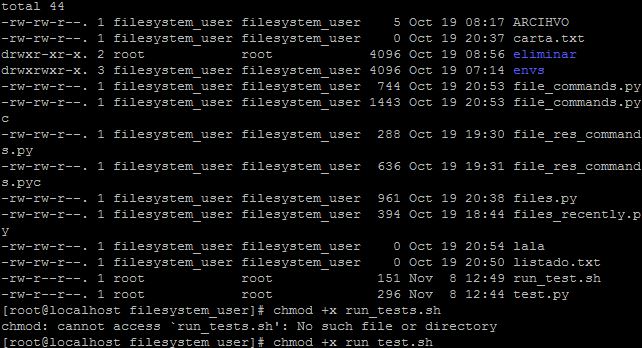 total 44
-rw-rw-r--. 1 filesystem_user filesystem_user    5 Oct 19 08:17 ARCIHVO
-rw-rw-r--. 1 filesystem_user filesystem_user    0 Oct 19 20:37 carta.txt
drwxr-xr-x. 2 root            root            4096 Oct 19 08:56 eliminar
drwxrwxr-x. 3 filesystem_user filesystem_user 4096 Oct 19 07:14 envs
-rw-rw-r--. 1 filesystem_user filesystem_user  744 Oct 19 20:53 file_commands.py
-rw-rw-r--. 1 filesystem_user filesystem_user 1443 Oct 19 20:53 file_commands.py
c
-rw-rw-r--. 1 filesystem_user filesystem_user  288 Oct 19 19:30 file_res_command
s.py
-rw-rw-r--. 1 filesystem_user filesystem_user  636 Oct 19 19:31 file_res_command
s.pyc
-rw-rw-r--. 1 filesystem_user filesystem_user  961 Oct 19 20:38 files.py
-rw-rw-r--. 1 filesystem_user filesystem_user  394 Oct 19 18:44 files_recently.p
y
-rw-rw-r--. 1 filesystem_user filesystem_user    0 Oct 19 20:54 lala
-rw-rw-r--. 1 filesystem_user filesystem_user    0 Oct 19 20:50 listado.txt
-rw-r--r--. 1 root            root             151 Nov  8 12:49 run_test.sh
-rw-r--r--. 1 root            root             296 Nov  8 12:44 test.py
[root@localhost filesystem_user]# chmod +x run_tests.sh
chmod: cannot access `run_tests.sh': No such file or directory
[root@localhost filesystem_user]# chmod +x run_test.sh